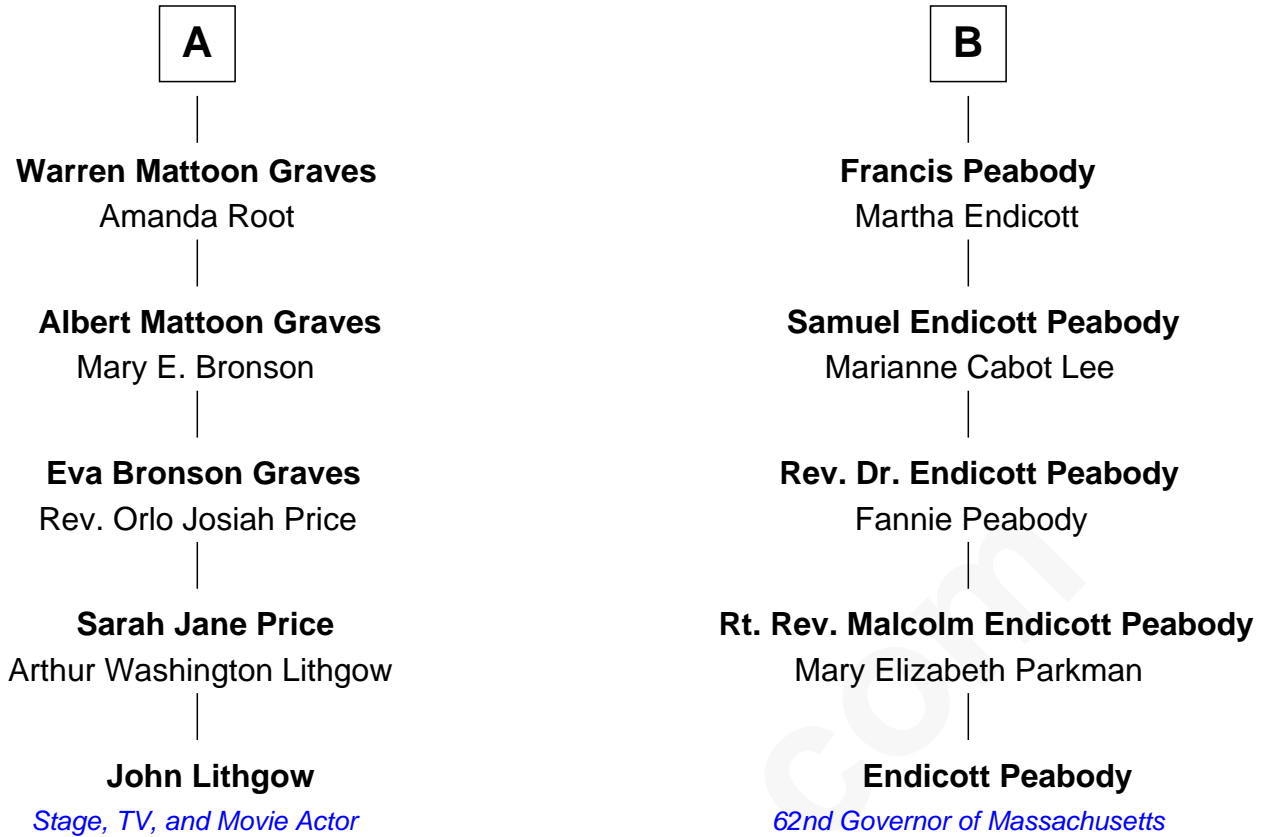 A
Warren Mattoon Graves
Amanda Root
Albert Mattoon Graves
Mary E. Bronson
Eva Bronson Graves
Rev. Orlo Josiah Price
Sarah Jane Price
Arthur Washington Lithgow
John Lithgow
Stage, TV, and Movie Actor
B
Francis Peabody
Martha Endicott
Samuel Endicott Peabody
Marianne Cabot Lee
Rev. Dr. Endicott Peabody
Fannie Peabody
Rt. Rev. Malcolm Endicott Peabody
Mary Elizabeth Parkman
Endicott Peabody
62nd Governor of Massachusetts
com